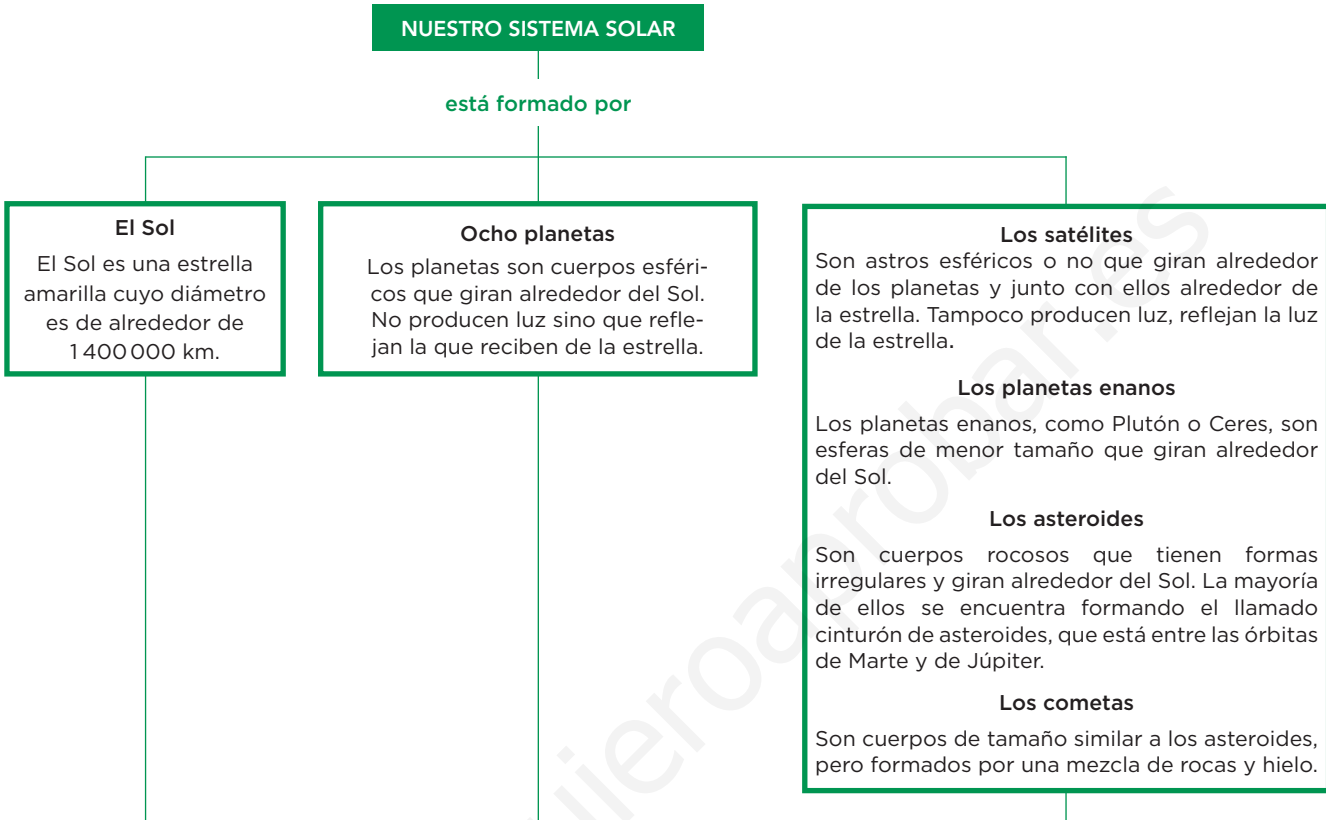 NUESTRO SISTEMA SOLAR
está formado por
El Sol
El Sol es una estrella
amarilla cuyo diámetro
es de alrededor de
1 400 000 km.
Ocho planetas
Los planetas son cuerpos esféri-
cos que giran alrededor del Sol.
No producen luz sino que refle-
jan la que reciben de la estrella.
Los satélites
Son astros esféricos o no que giran alrededor
de los planetas y junto con ellos alrededor de
la estrella. Tampoco producen luz, reflejan la luz
de la estrella.
Los planetas enanos
Los planetas enanos, como Plutón o Ceres, son
esferas de menor tamaño que giran alrededor
del Sol.
Los asteroides
Son cuerpos rocosos que tienen formas
irregulares y giran alrededor del Sol. La mayoría
de ellos se encuentra formando el llamado
cinturón de asteroides, que está entre las órbitas
de Marte y de Júpiter.
Los cometas
Son cuerpos de tamaño similar a los asteroides,
pero formados por una mezcla de rocas y hielo.